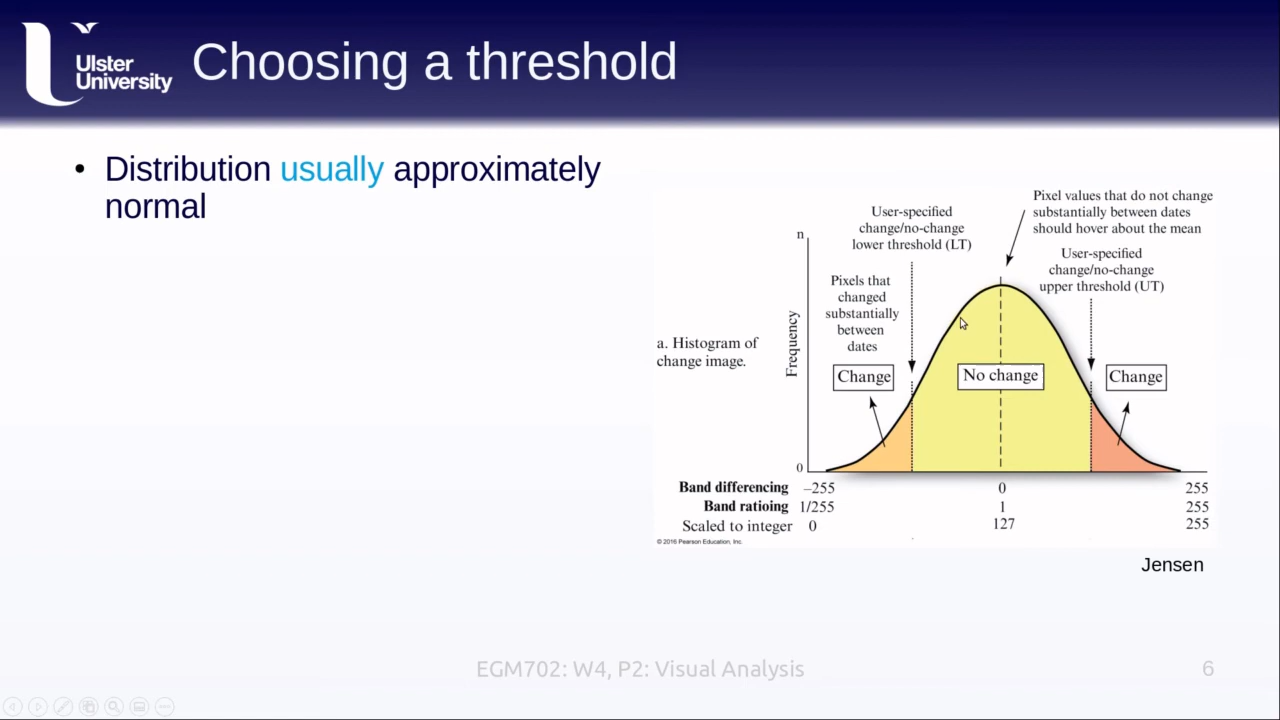 Ulster
University
Choosing a threshold
• Distribution usually approximately
normal
Pixel values that do not change
substantially between dates
should hover about the mean
User-specified
change/no-change
lower threshold (LT)
User-specified
change/no-change
upper threshold (UT)
n
Pixels that
changed
substantially
between
dates
Frequency
a. Histogram of
change image.
Change
No change
Change
0
Band differencing –255 0 255
Band ratioing 1/255 1 255
Scaled to integer 0 127 255
© 2016 Pearson Education, Inc.
Jensen
EGM702: W4, P2: Visual Analysis
6